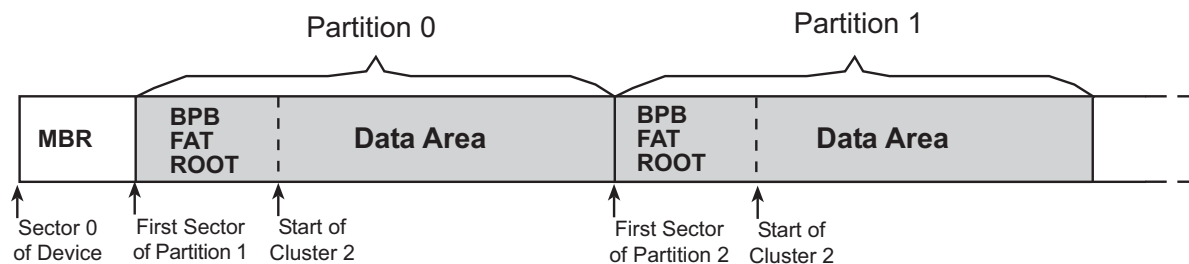 Partition 0
Partition 1
MBR
BPB
FAT
ROOT
Data Area
BPB
FAT
ROOT
Data Area
Sector 0
of Device
First Sector
of Partition 1
Start of
Cluster 2
First Sector
of Partition 2
Start of
Cluster 2